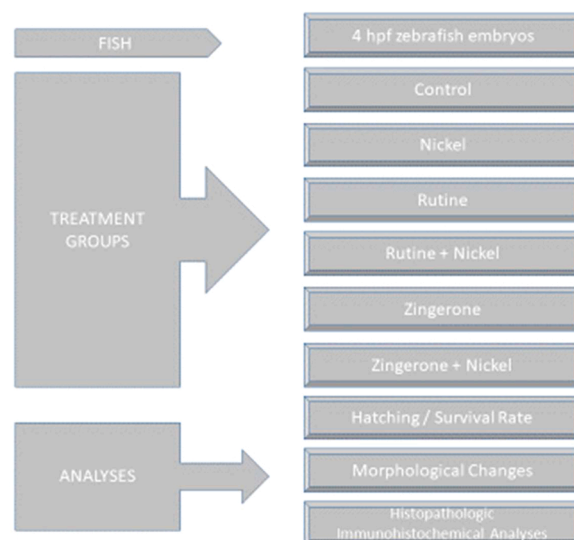 FISH
4 hpf zebrafish embryos
TREATMENT
GROUPS
Control
Nickel
Rutine
Rutine + Nickel
Zingerone
Zingerone + Nickel
ANALYSES
Hatching / Survival Rate
Morphological Changes
Histopathologic
Immunohistochemical Analyses